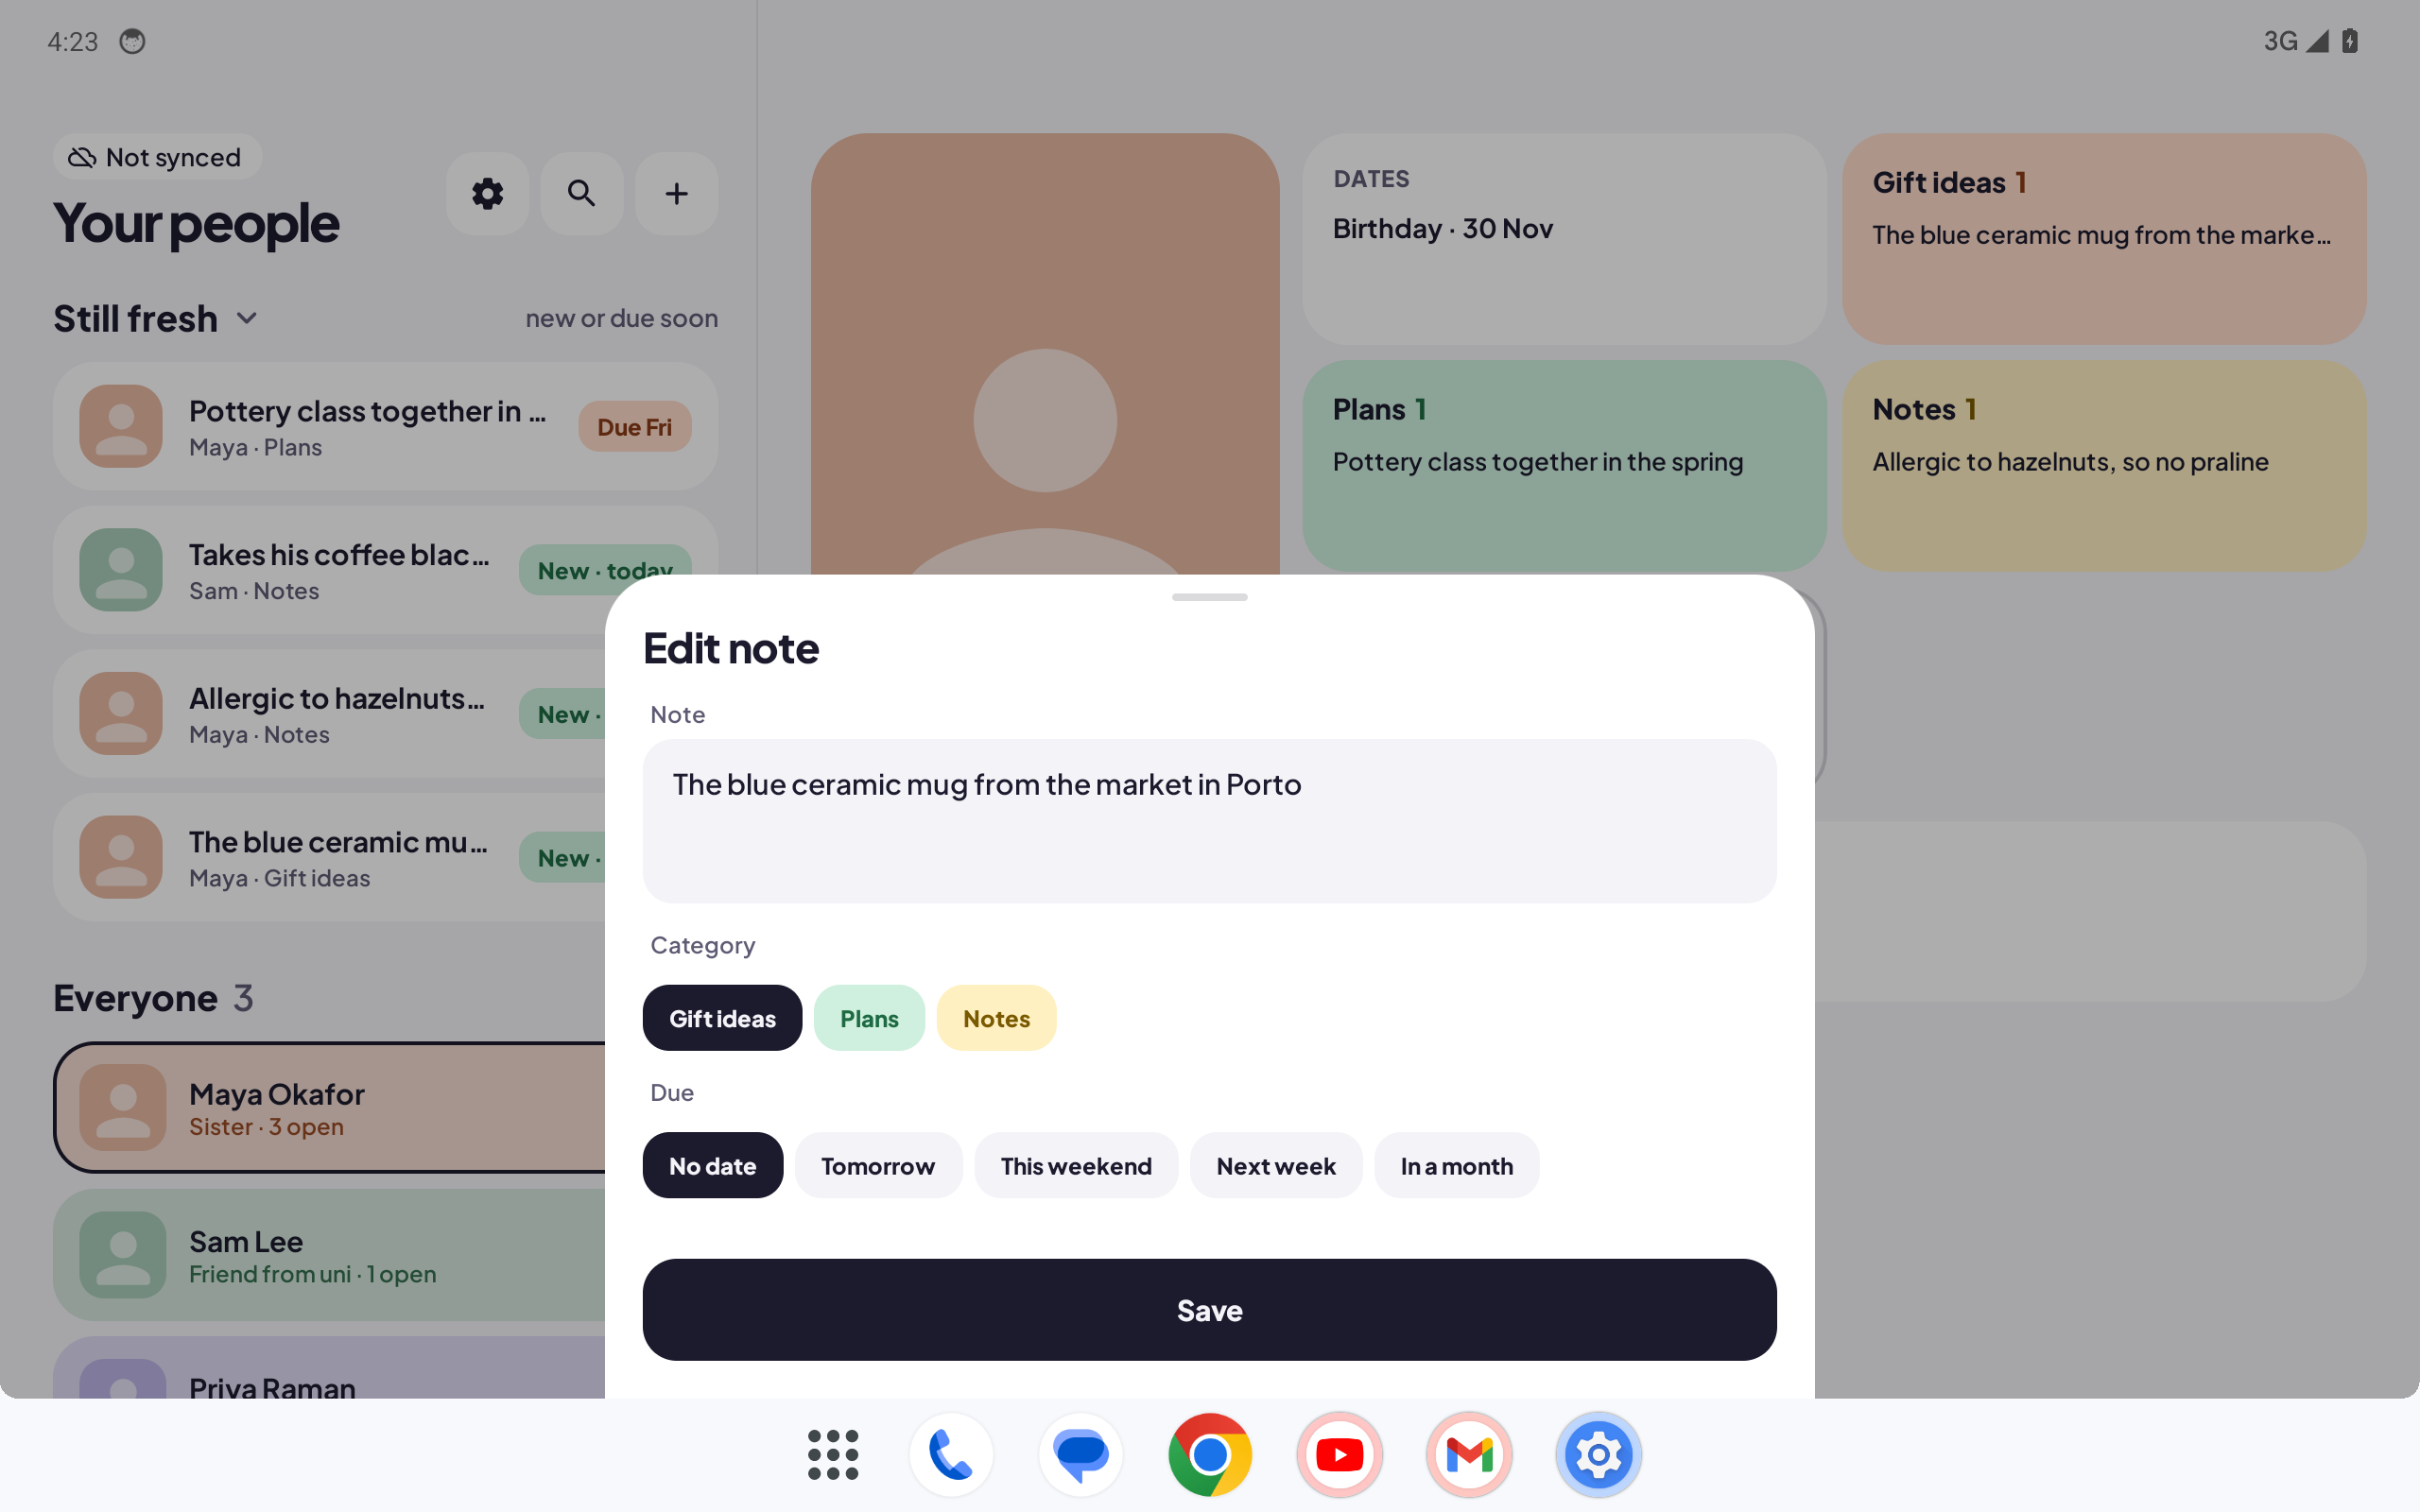 4:23
3G
Not synced
Your people
Still fresh
new or due soon
Pottery class together in ...
Maya · Plans
Due Fri
Takes his coffee blac...
Sam · Notes
New · today
Allergic to hazelnuts...
Maya · Notes
New ·
The blue ceramic mu...
Maya · Gift ideas
New ·
Everyone 3
Maya Okafor
Sister · 3 open
Sam Lee
Friend from uni · 1 open
Priya Raman
DATES
Birthday · 30 Nov
Gift ideas 1
The blue ceramic mug from the marke...
Plans 1
Pottery class together in the spring
Notes 1
Allergic to hazelnuts, so no praline
Edit note
Note
The blue ceramic mug from the market in Porto
Category
Gift ideas
Plans
Notes
Due
No date
Tomorrow
This weekend
Next week
In a month
Save